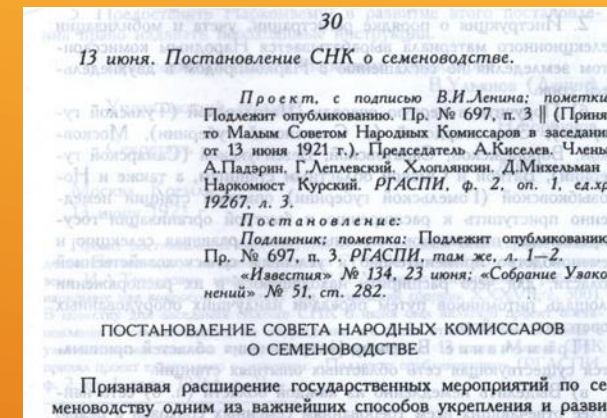 30
13 июня. Постановление СНК о семеноводстве.
Проект, с подписью В.И.Ленина; пометки
Подлежит опубликованию. Пр. № 697, п. 3 || (Приня
то Малым Советом Народных Комиссаров в заседани
от 13 июня 1921 г.). Председатель А.Киселев. Члены
А.Падэрин, Г.Леплевский, Хлоплянкин, Д.Михельман
Наркомюст Курский. РГАСПИ, ф. 2, оп. 1, ед.хр
19267, л. 3.
Постановление:
Подлинник; пометка: Подлежит опубликованию
Пр. № 697, п. 3. РГАСПИ, там же, л. 1—2.
«Известия» № 134, 23 июня; «Собрание Узако
нений» № 51, ст. 282.
ПОСТАНОВЛЕНИЕ СОВЕТА НАРОДНЫХ КОМИССАРОВ
О СЕМЕНОВОДСТВЕ
Признавая расширение государственных мероприятий по се
меноводству одним из важнейших способов укрепления и разви